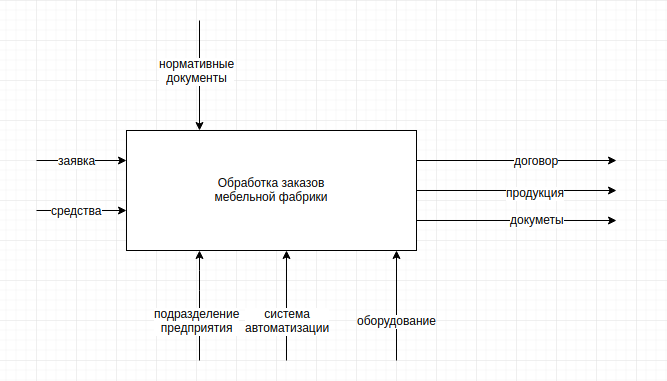 нормативные
документы
заявка
средства
Обработка заказов
мебельной фабрики
договор
продукция
докуметы
подразделение
предприятия
система
автоматизации
оборудование